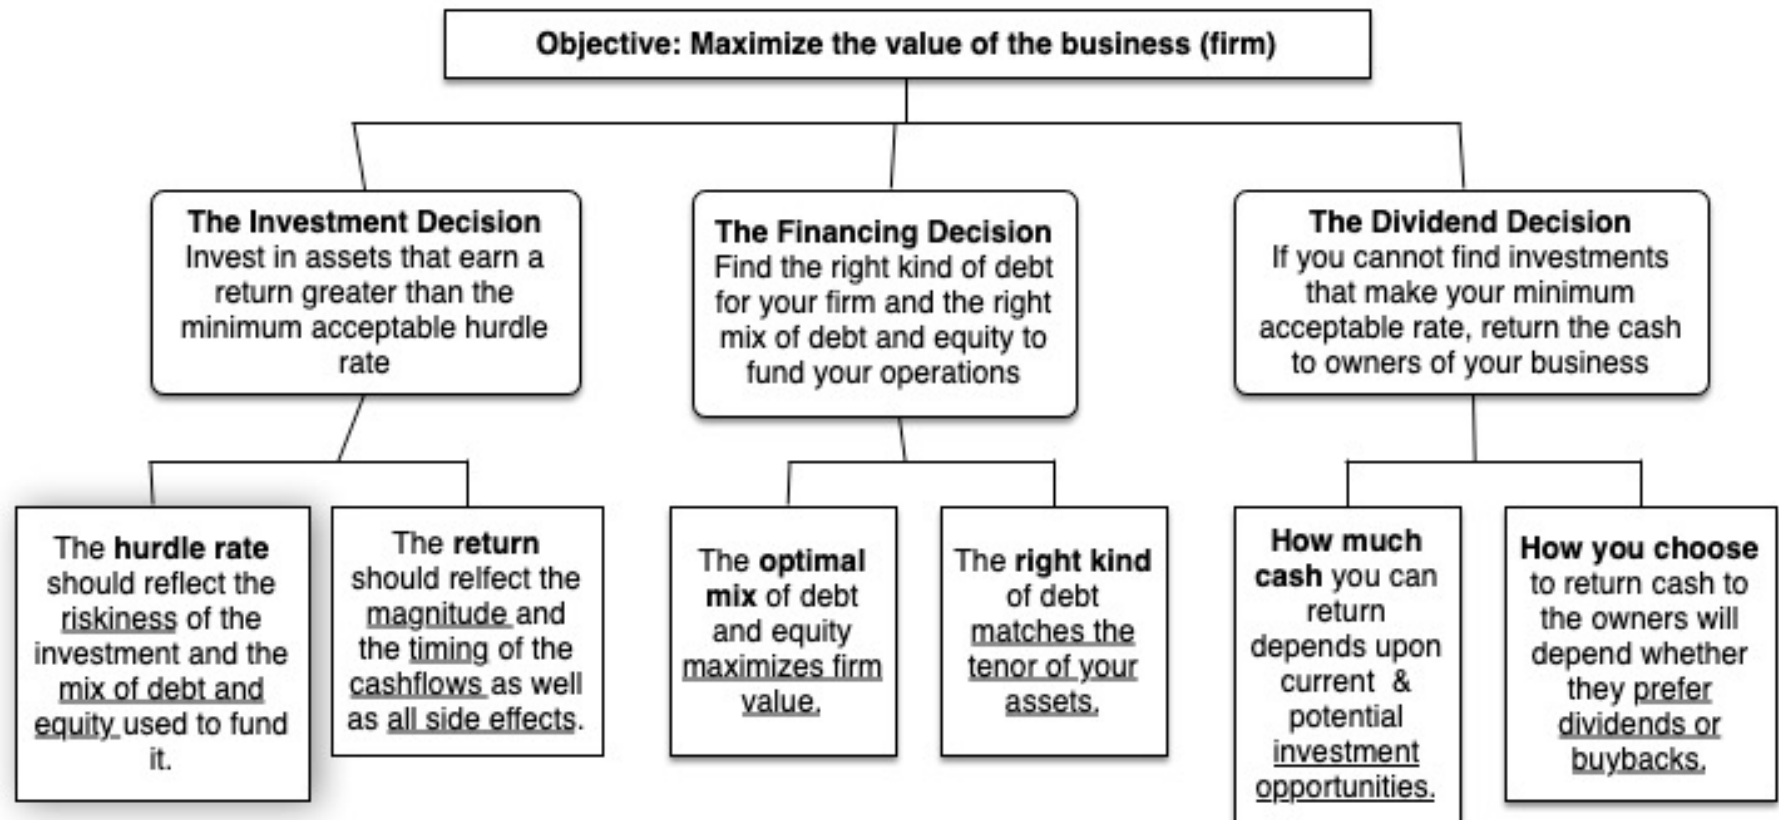 Objective: Maximize the value of the business (firm)
The Investment Decision
Invest in assets that earn a
return greater than the
minimum acceptable hurdle
rate
The Financing Decision
Find the right kind of debt
for your firm and the right
mix of debt and equity to
fund your operations
The Dividend Decision
If you cannot find investments
that make your minimum
acceptable rate, return the cash
to owners of your business
The hurdle rate
should reflect the
riskiness of the
investment and the
mix of debt and
equity used to fund
it.
The return
should relfect the
magnitude and
the timing of the
cashflows as well
as all side effects.
The optimal
mix of debt
and equity
maximizes firm
value.
The right kind
of debt
matches the
tenor of your
assets.
How much
cash you can
return
depends upon
current & 
potential
investment
opportunities.
How you choose
to return cash to
the owners will
depend whether
they prefer
dividends or
buybacks.